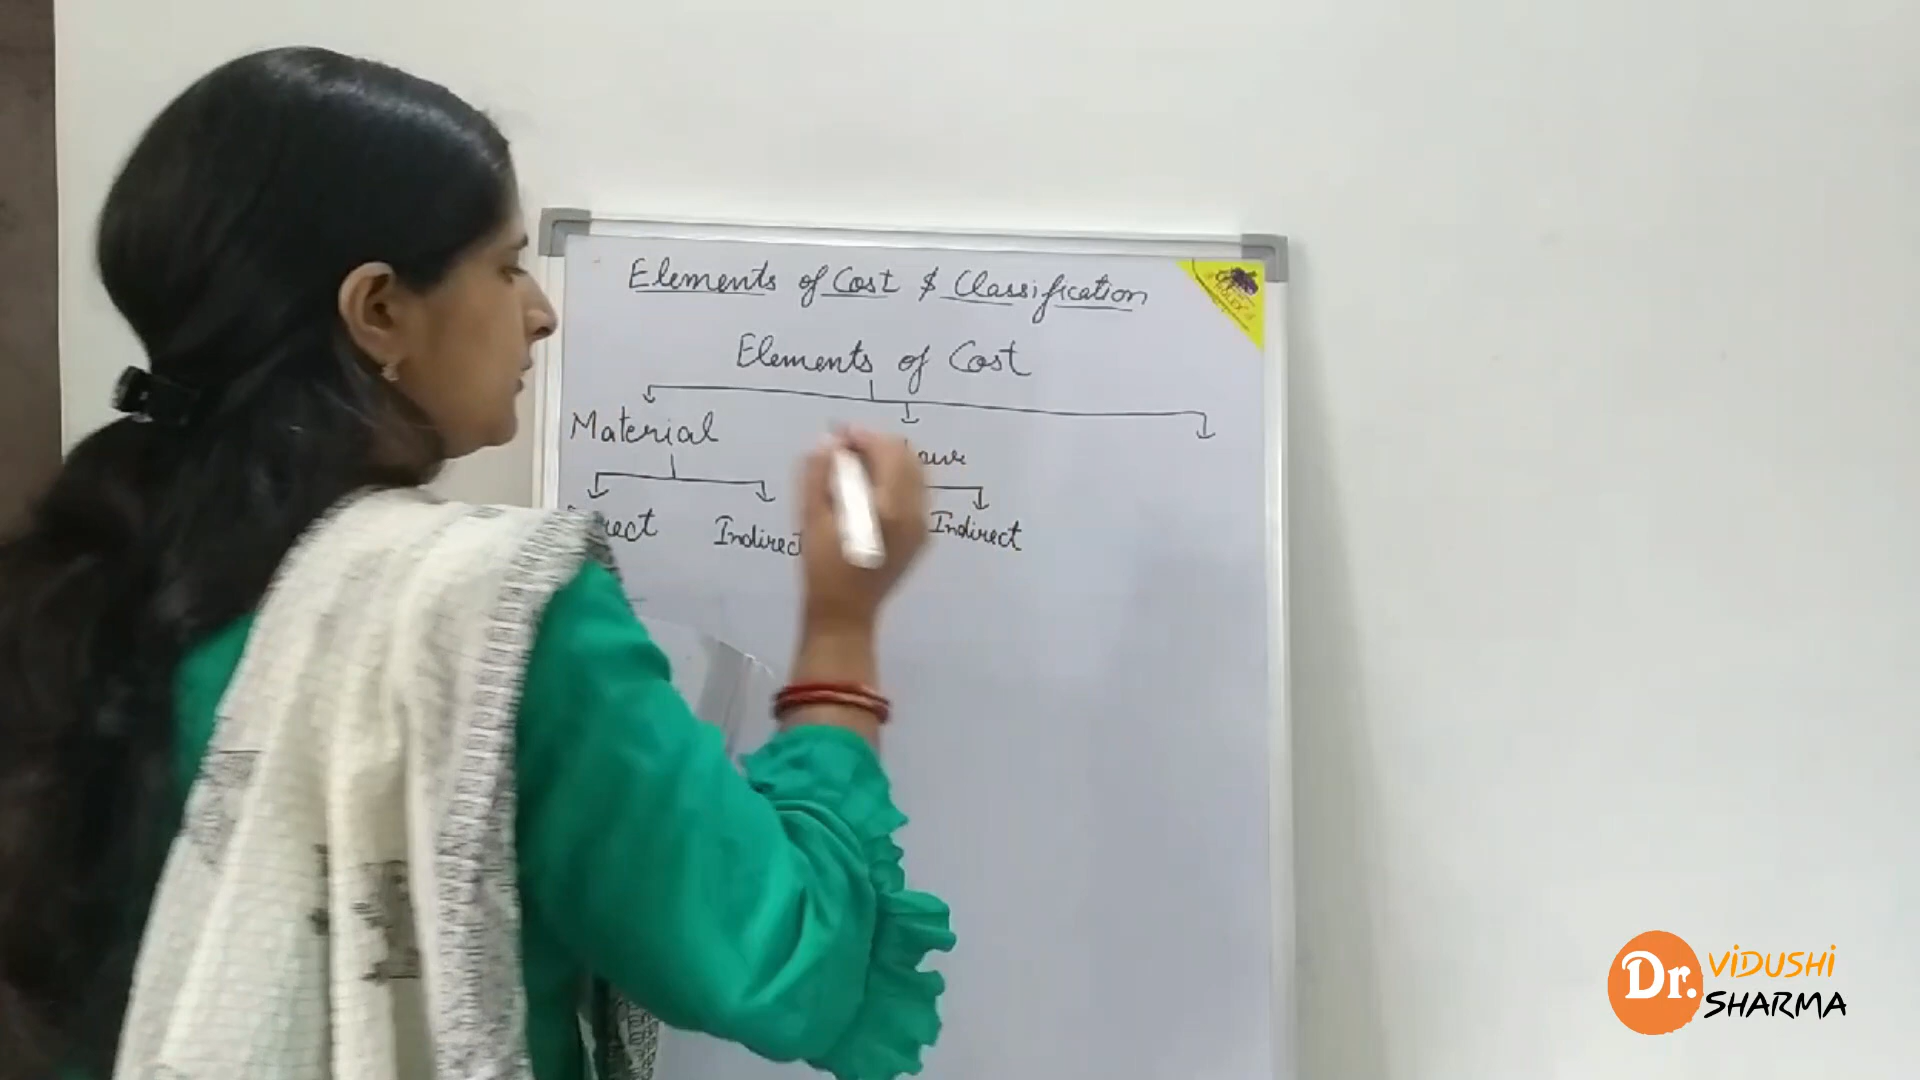 Elements of Cost & Classification
Elements of Cost
Material
Indirect Indirect
Dr. VIDUSHI
SHARMA